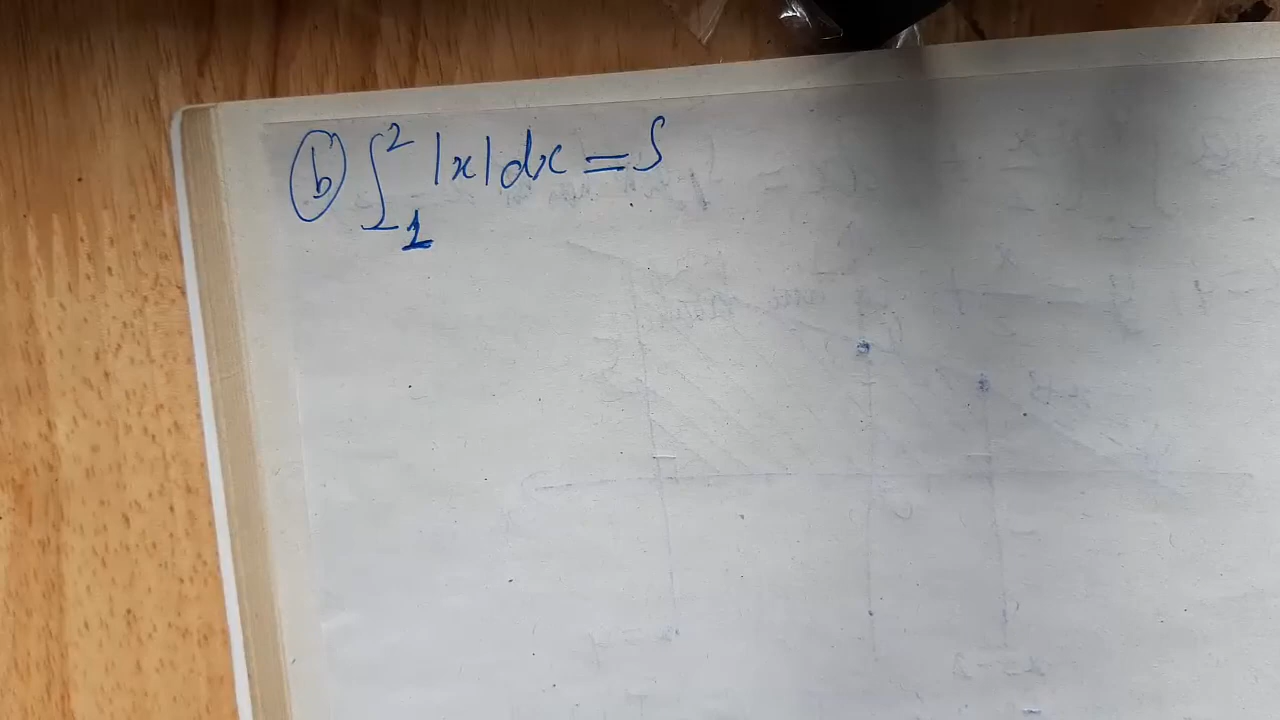 ⓑ ∫₁² |x| dx = ∫